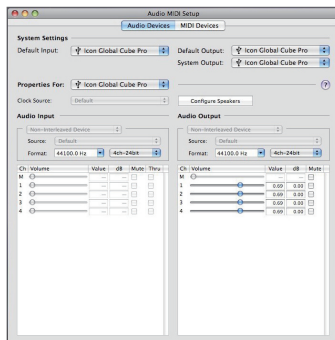 Audio MIDI Setup
Audio Devices MIDI Devices
System Settings
Default Input: Icon Global Cube Pro
Default Output: Icon Global Cube Pro
System Output: Icon Global Cube Pro
Properties For: Icon Global Cube Pro ?
Clock Source: Default
Configure Speakers
Audio Input
Non-Interleaved Device
Source: Default
Format: 44100.0 Hz 4ch-24bit
Ch Volume Value dB Mute Thru
M -- --
1 -- --
2 -- --
3 -- --
4 -- --
Audio Output
Non-Interleaved Device
Source: Default
Format: 44100.0 Hz 4ch-24bit
Ch Volume Value dB Mute
M -- --
1 0.69 0.00
2 0.69 0.00
3 0.69 0.00
4 0.69 0.00